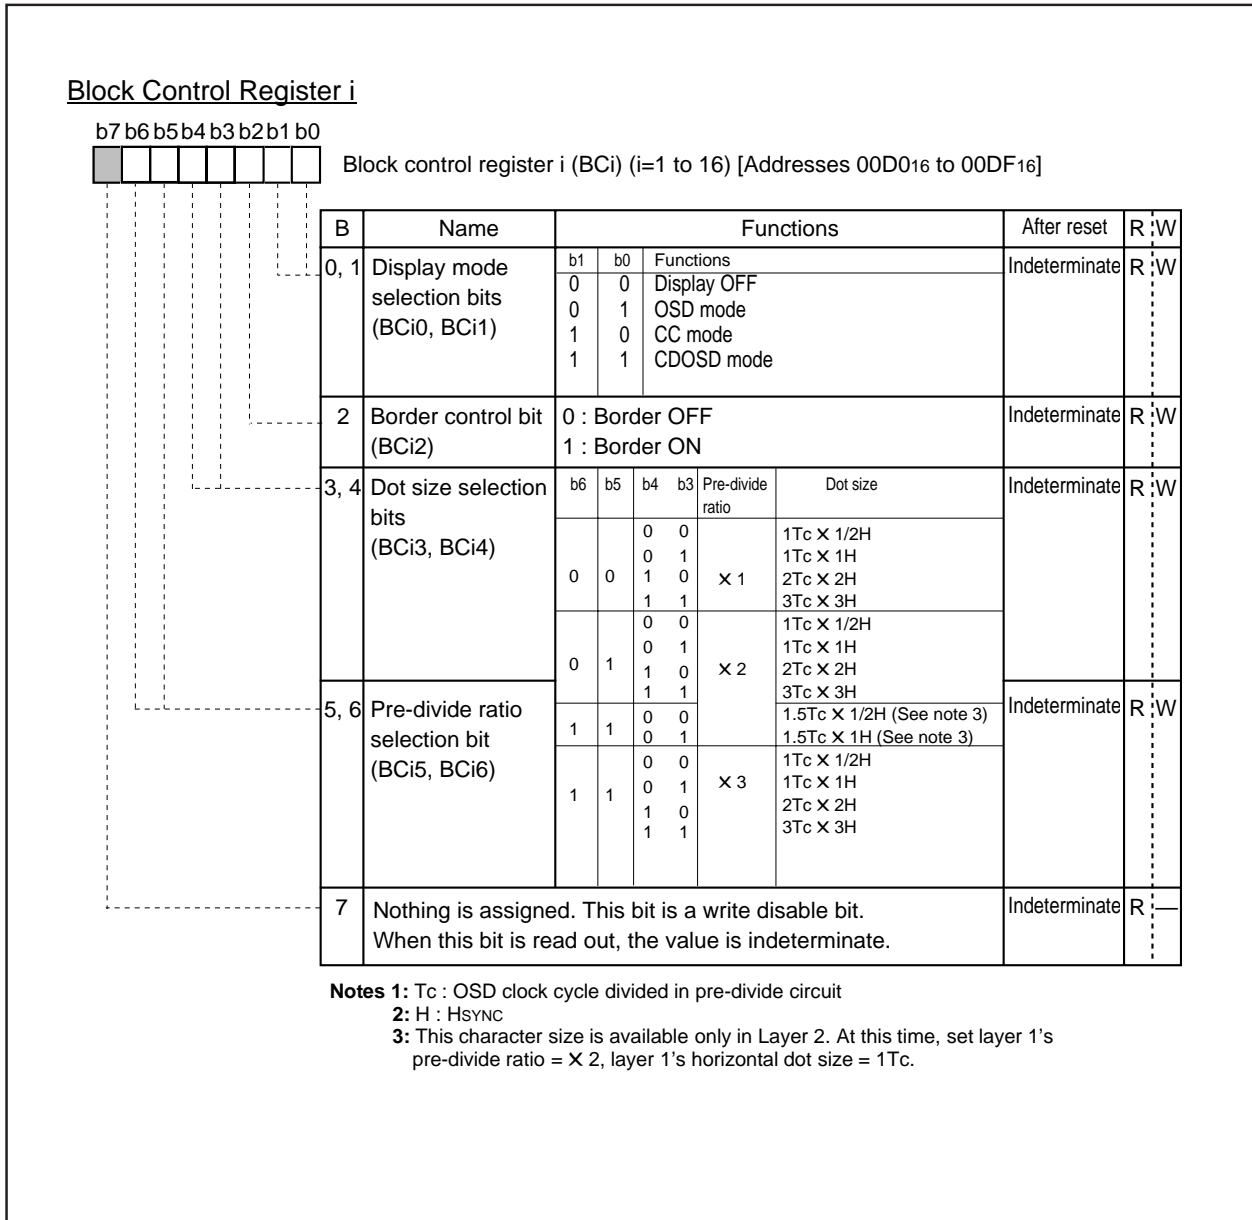 Block Control Register i
b7 b6 b5 b4 b3 b2 b1 b0
Block control register i (BCi) (i=1 to 16) [Addresses 00D016 to 00DF16]
B Name Functions After reset R W
0, 1 Display mode selection bits (BCi0, BCi1) Indeterminate R W
b1 b0 Functions
0 0 Display OFF
0 1 OSD mode
1 0 CC mode
1 1 CDOSD mode
2 Border control bit (BCi2) Indeterminate R W
0 : Border OFF
1 : Border ON
3, 4 Dot size selection bits (BCi3, BCi4) Indeterminate R W
b6 b5 b4 b3 Pre-divide ratio Dot size
0 0 × 1
0 0 1Tc × 1/2H
0 1 1Tc × 1H
1 0 2Tc × 2H
1 1 3Tc × 3H
0 1 × 2
0 0 1Tc × 1/2H
0 1 1Tc × 1H
1 0 2Tc × 2H
1 1 3Tc × 3H
5, 6 Pre-divide ratio selection bit (BCi5, BCi6) Indeterminate R W
1 1
0 0 1.5Tc × 1/2H (See note 3)
0 1 1.5Tc × 1H (See note 3)
1 1 × 3
0 0 1Tc × 1/2H
0 1 1Tc × 1H
1 0 2Tc × 2H
1 1 3Tc × 3H
7 Nothing is assigned. This bit is a write disable bit. Indeterminate R —
When this bit is read out, the value is indeterminate.
Notes 1: Tc : OSD clock cycle divided in pre-divide circuit
2: H : HSYNC
3: This character size is available only in Layer 2. At this time, set layer 1's
pre-divide ratio = × 2, layer 1's horizontal dot size = 1Tc.